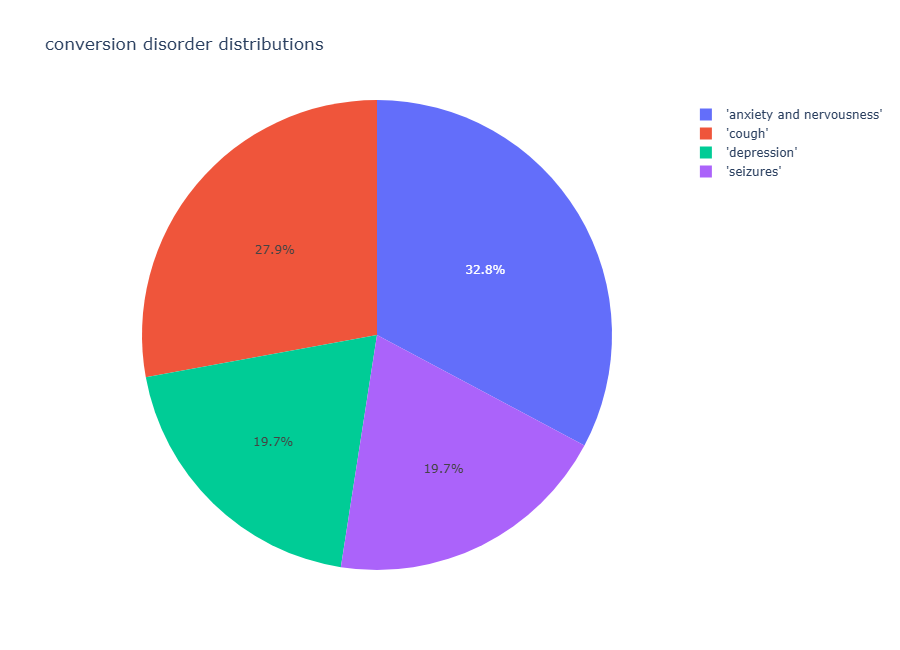 conversion disorder distributions
'anxiety and nervousness'
'cough'
'depression'
'seizures'
27.9%
32.8%
19.7%
19.7%